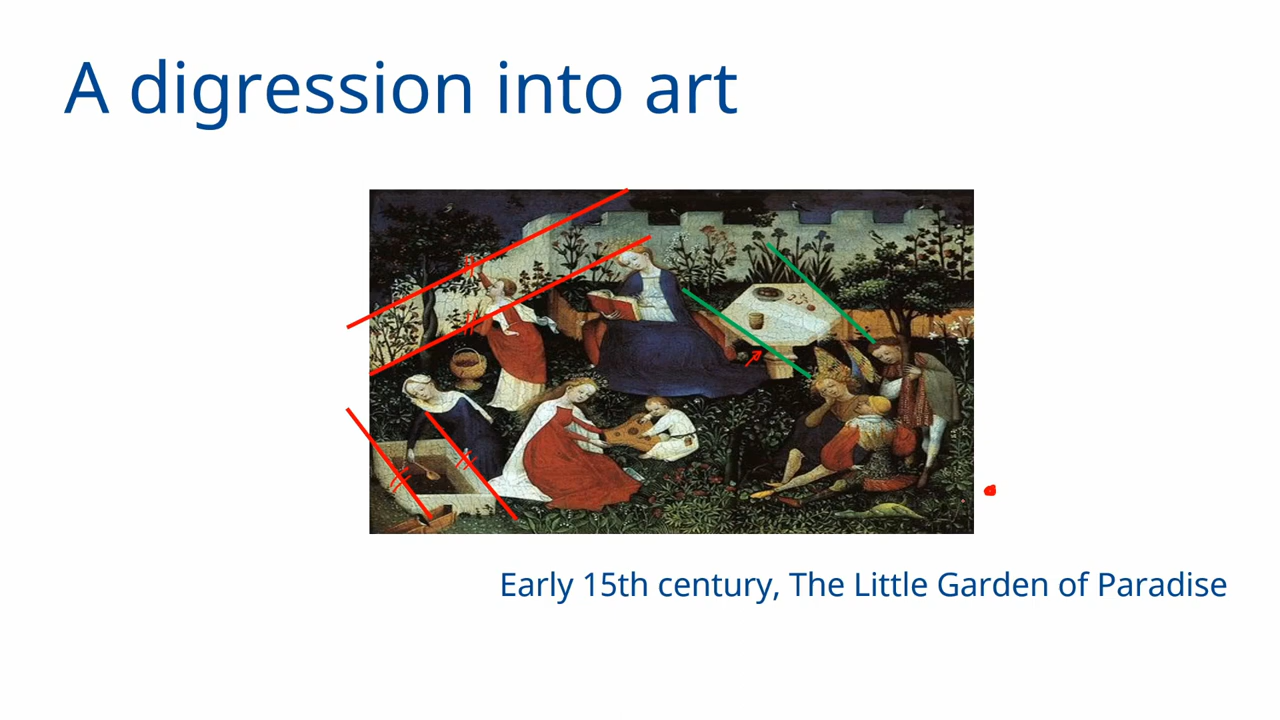 A digression into art
Early 15th century, The Little Garden of Paradise